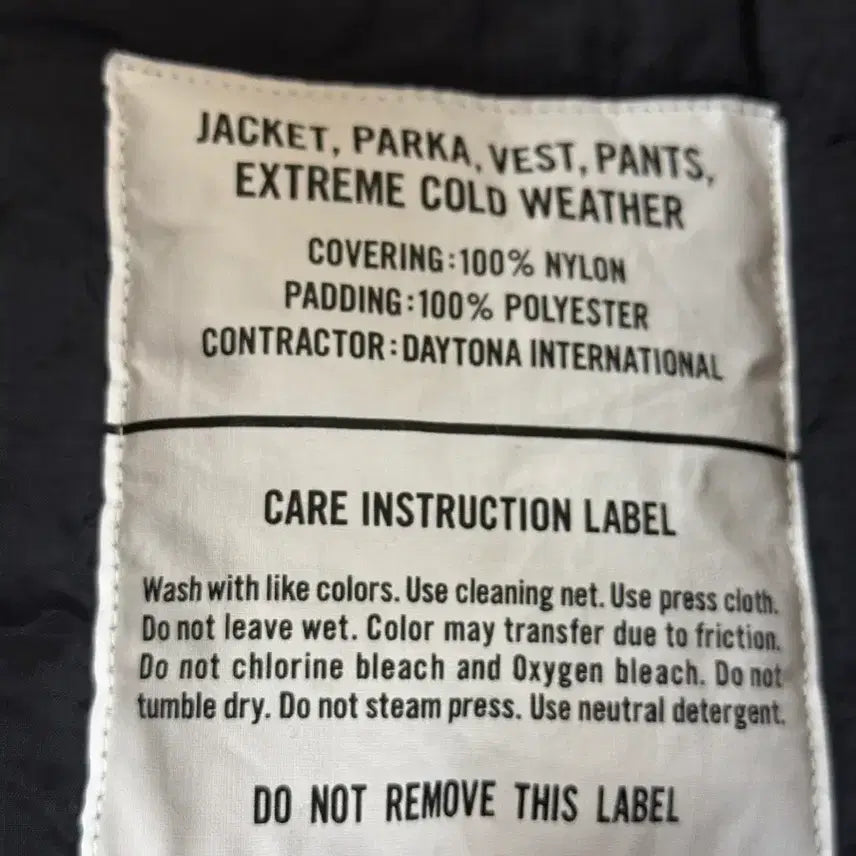 JACKET, PARKA, VEST, PANTS,
EXTREME COLD WEATHER
COVERING:100% NYLON
PADDING:100% POLYESTER
CONTRACTOR:DAYTONA INTERNATIONAL
CARE INSTRUCTION LABEL
Wash with like colors. Use cleaning net. Use press cloth.
Do not leave wet. Color may transfer due to friction.
Do not chlorine bleach and Oxygen bleach. Do not
tumble dry. Do not steam press. Use neutral detergent.
DO NOT REMOVE THIS LABEL